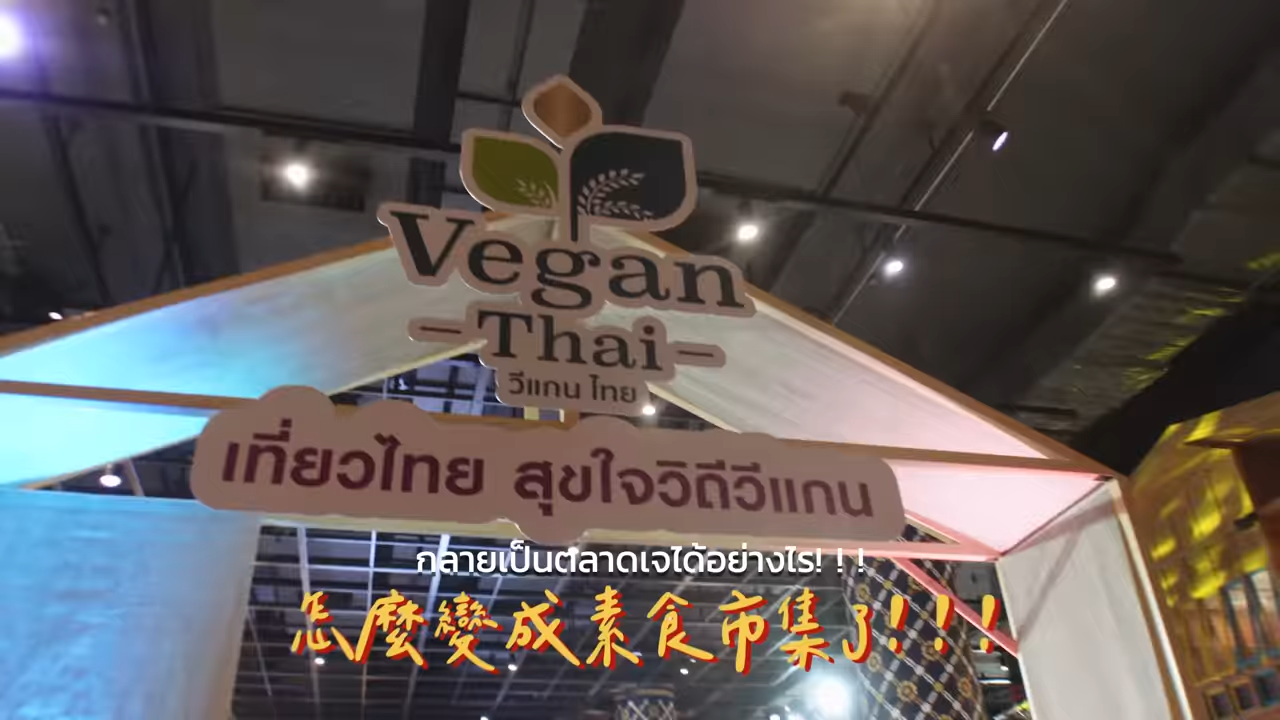 Vegan
Thai
วีแกน ไทย
เที่ยวไทย สุขใจวิถีวีแกน
กลายเป็นตลาดเจได้อย่างไร! ! !
怎麼變成素食市集了!!!